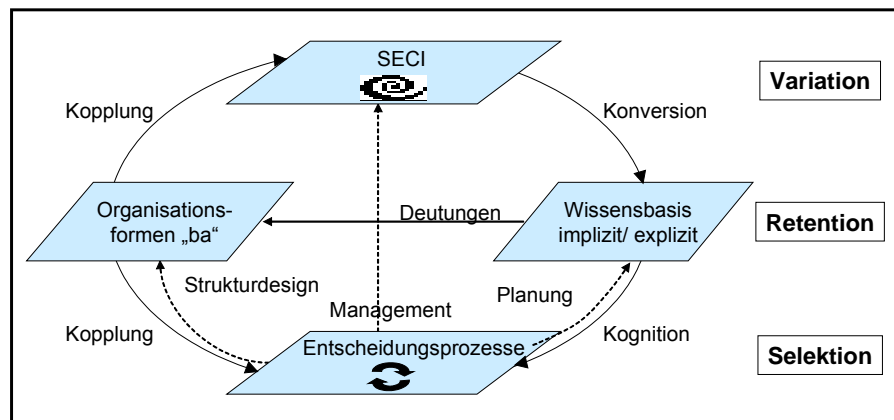 SECI
Variation
Kopplung
Konversion
Organisations-
formen „ba“
Deutungen
Wissensbasis
implizit/ explizit
Retention
Strukturdesign
Planung
Management
Kopplung
Entscheidungsprozesse
Kognition
Selektion